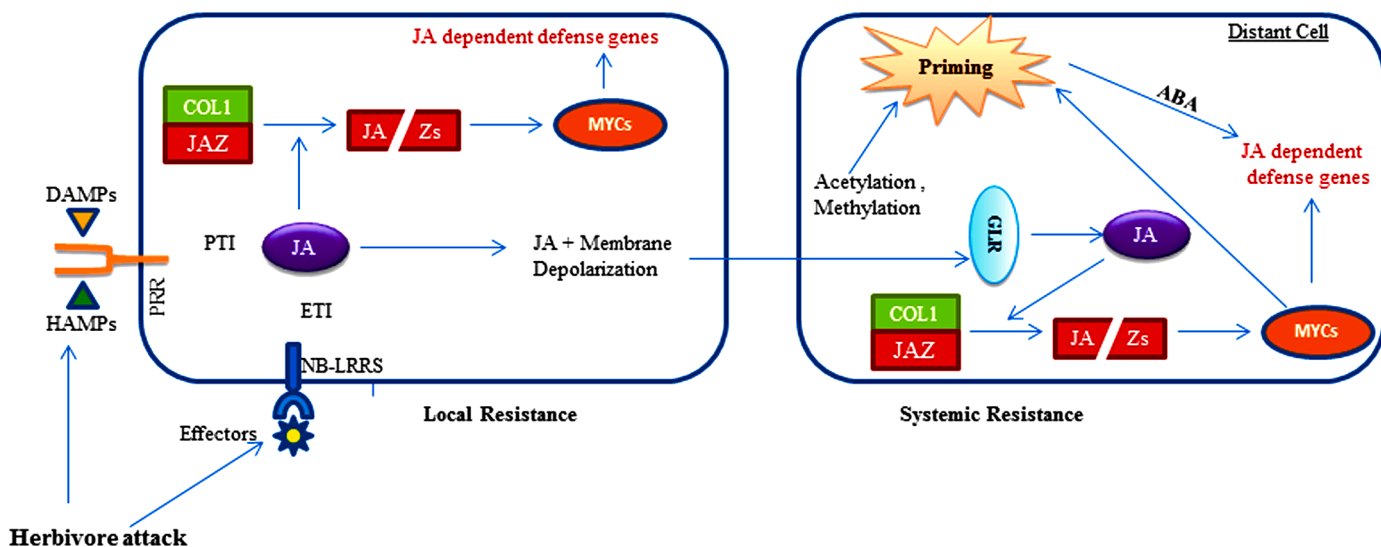 JA dependent defense genes
COL1
JAZ
JA
Zs
MYCs
DAMPs
PTI
JA
JA + Membrane
Depolarization
PRR
HAMPs
ETI
NB-LRRS
Effectors
Local Resistance
Herbivore attack
Distant Cell
Priming
ABA
JA dependent
defense genes
Acetylation ,
Methylation
GLR
JA
COL1
JAZ
JA
Zs
MYCs
Systemic Resistance